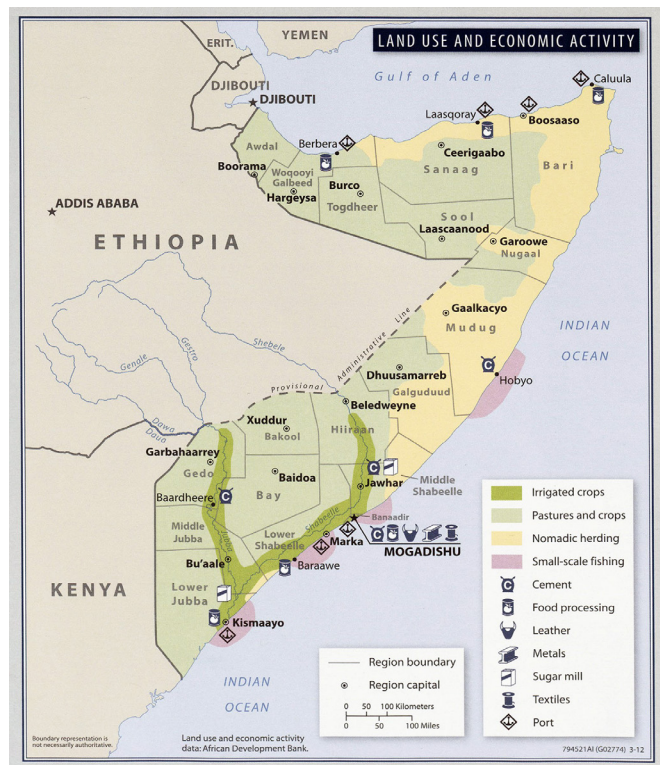 LAND USE AND ECONOMIC ACTIVITY
YEMEN
ERIT.
Gulf of Aden
Caluula
DJIBOUTI
DJIBOUTI
Laasqoray
Boosaaso
Berbera
Awdal
Ceerigaabo
Bari
Boorama
Woqooyi
Galbeed
Sanaag
Burco
Hargeysa
Togdheer
ADDIS ABABA
Sool
Laascaanood
ETHIOPIA
Garoowe
Nugaal
Gaalkacyo
Mudug
INDIAN
OCEAN
Shebele
Gestro
Genale
Provisional Administrative Line
Dhuusamarreb
Hobyo
Galguduud
Beledweyne
Dawa
Daua
Xuddur
Bakool
Hiiraan
Garbahaarrey
Gedo
Baidoa
Bay
Jawhar
Middle
Shabeelle
Baardheere
Middle
Jubba
Jubba
Lower
Shabeelle
Shabeelle
Banaadir
Marka
MOGADISHU
Bu'aale
Baraawe
KENYA
Lower
Jubba
Kismaayo
INDIAN
OCEAN
Irrigated crops
Pastures and crops
Nomadic herding
Small-scale fishing
C Cement
Food processing
Leather
Metals
Sugar mill
Textiles
Port
Region boundary
Region capital
0 50 100 Kilometers
0 50 100 Miles
Boundary representation is
not necessarily authoritative.
Land use and economic activity
data: African Development Bank.
794521AI (G02774) 3-12